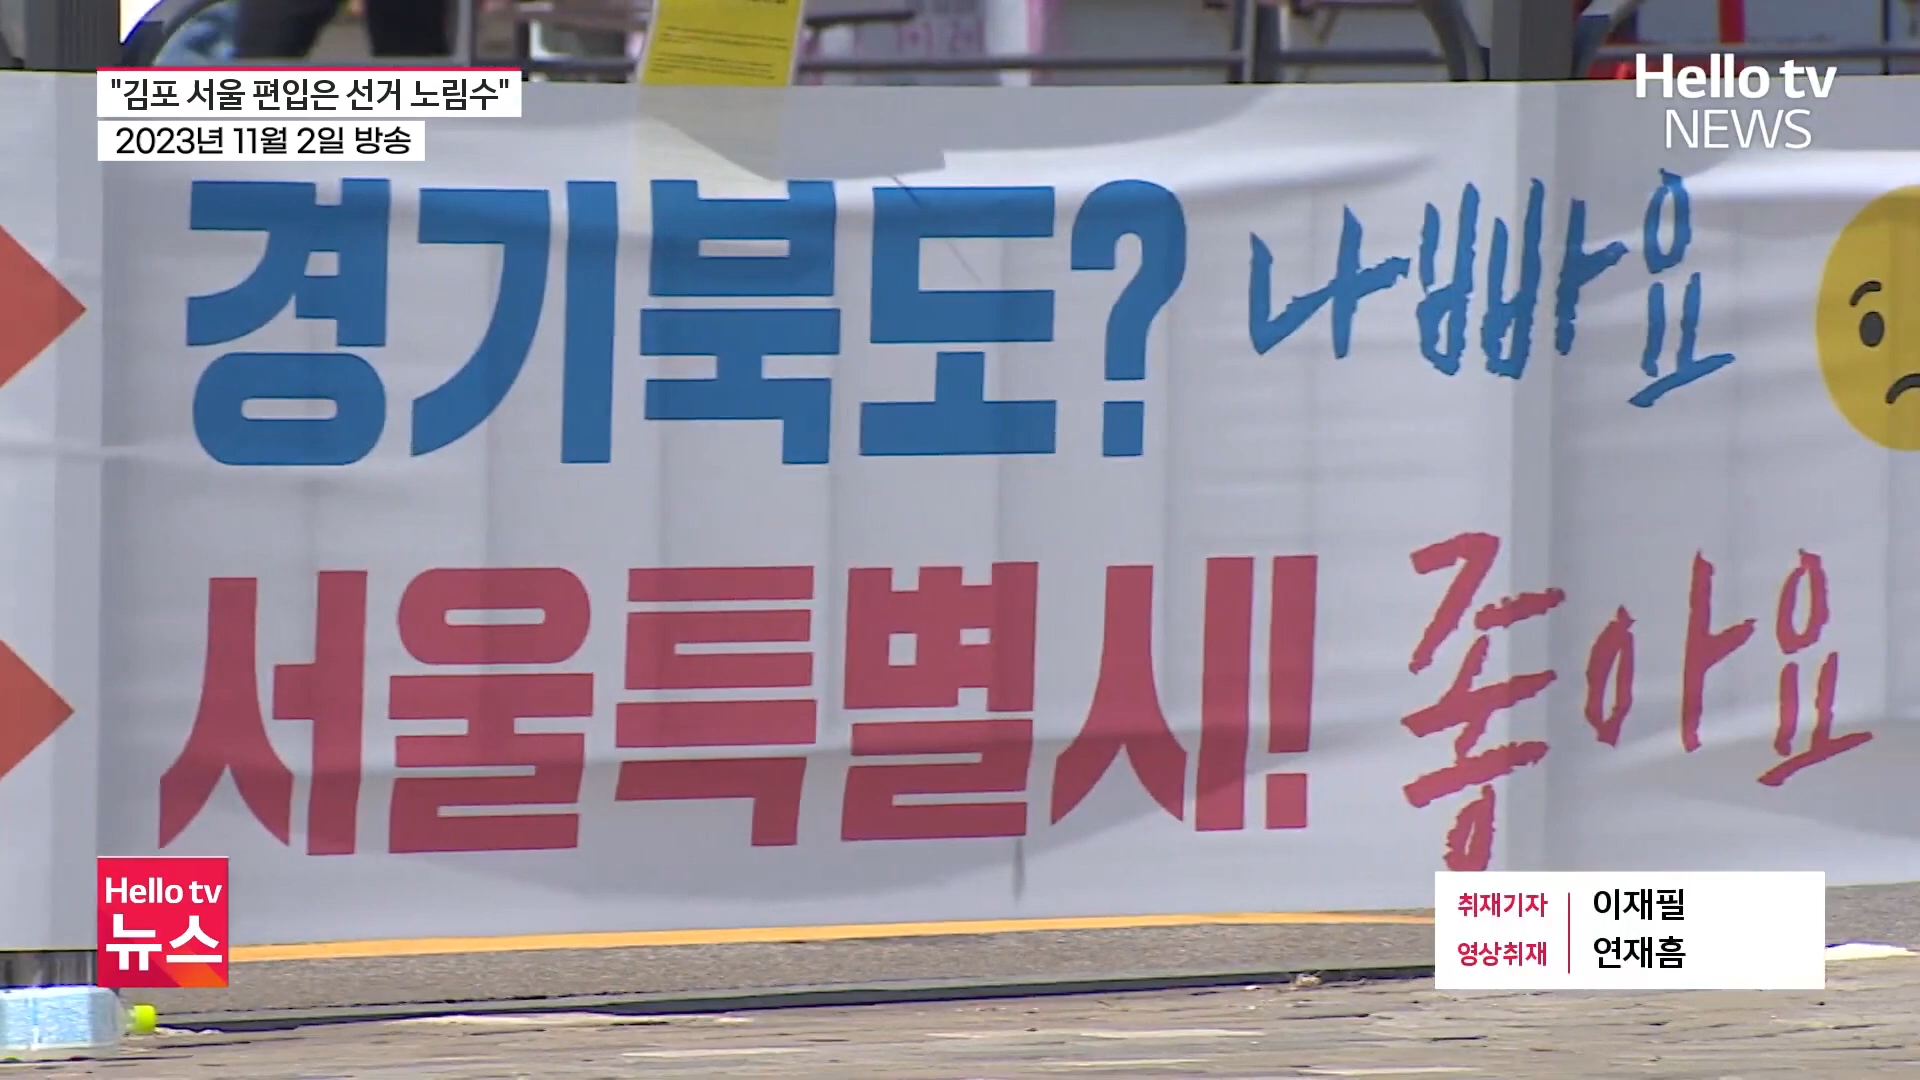 "김포 서울 편입은 선거 노림수"
2023년 11월 2일 방송
Hello tv
NEWS
경기북도? 나빠요
서울특별시! 좋아요
Hello tv
뉴스
취재기자 이재필
영상취재 연재흠